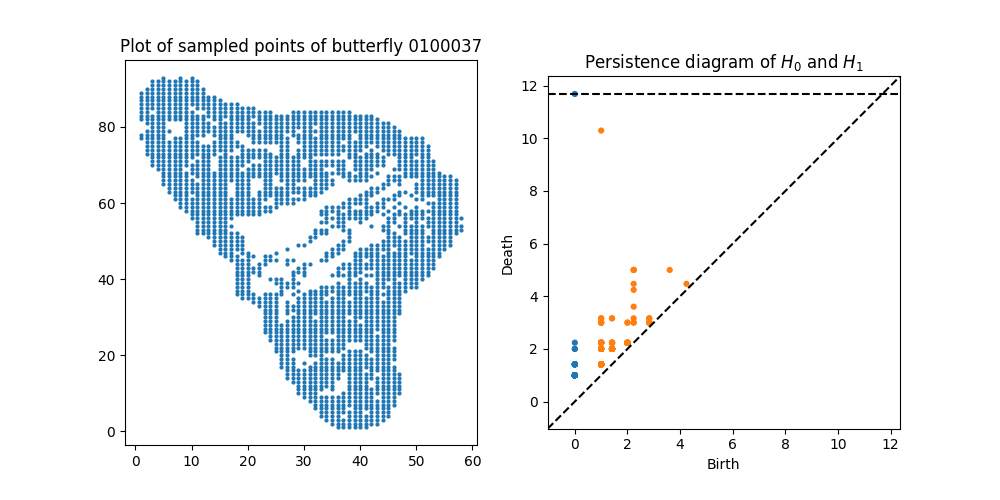 Plot of sampled points of butterfly 0100037
80
60
40
20
0
0 10 20 30 40 50 60
Persistence diagram of H₀ and H₁
12
10
8
6
4
2
0
Death
0 2 4 6 8 10 12
Birth